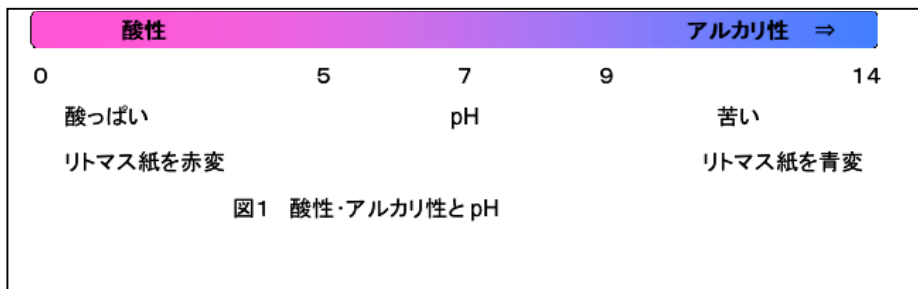 酸性 アルカリ性 ⇒
0 5 7 9 14
酸っぱい pH 苦い
リトマス紙を赤変 リトマス紙を青変
図1 酸性・アルカリ性と pH